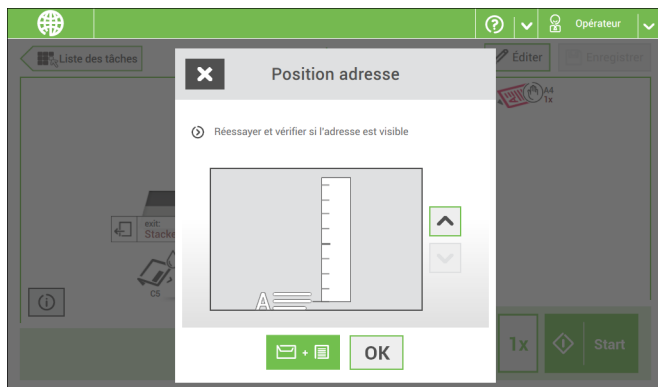 Opérateur
Liste des tâches
Éditer
Enregistrer
Position adresse
A4
1x
Réessayer et vérifier si l'adresse est visible
exit:
Stacke
CS
A
+
OK
1x
Start